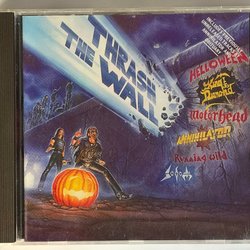 THRASH
THE WALL
HELLOWEEN
King Diamond
Motörhead
ANNIHILATOR
Running Wild
Sodom